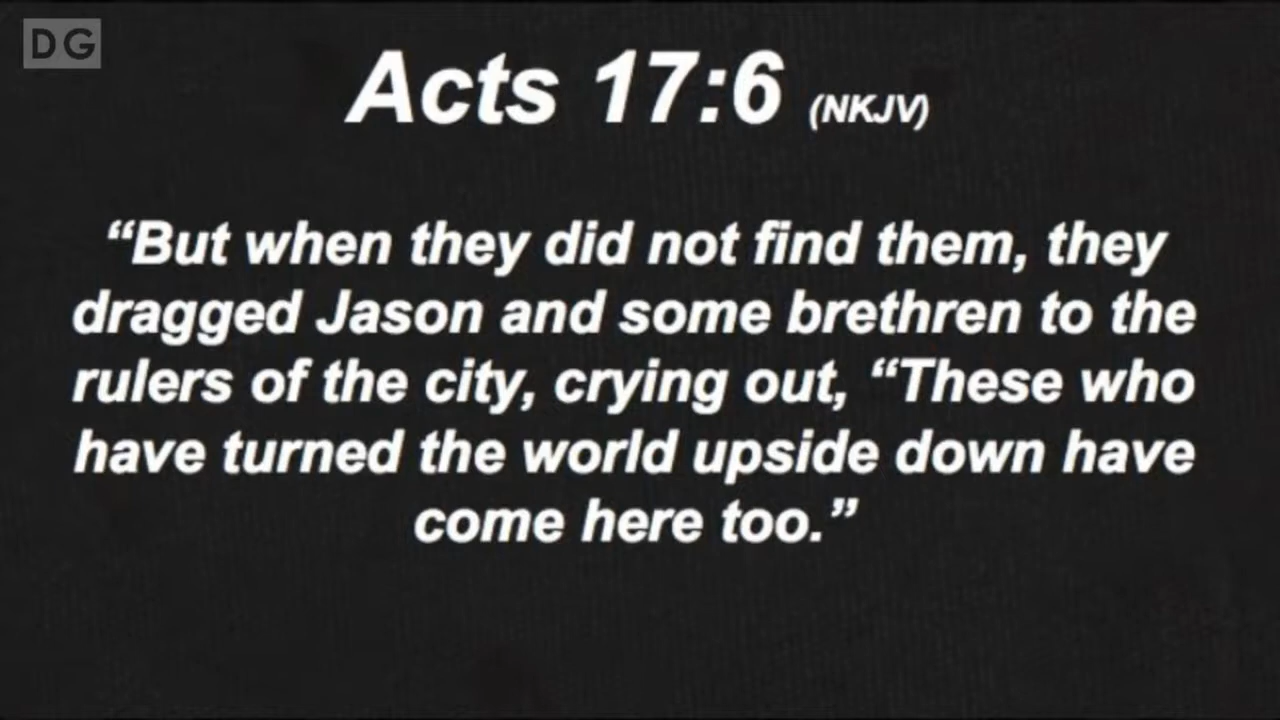 DG
Acts 17:6 (NKJV)
“But when they did not find them, they
dragged Jason and some brethren to the
rulers of the city, crying out, “These who
have turned the world upside down have
come here too.”